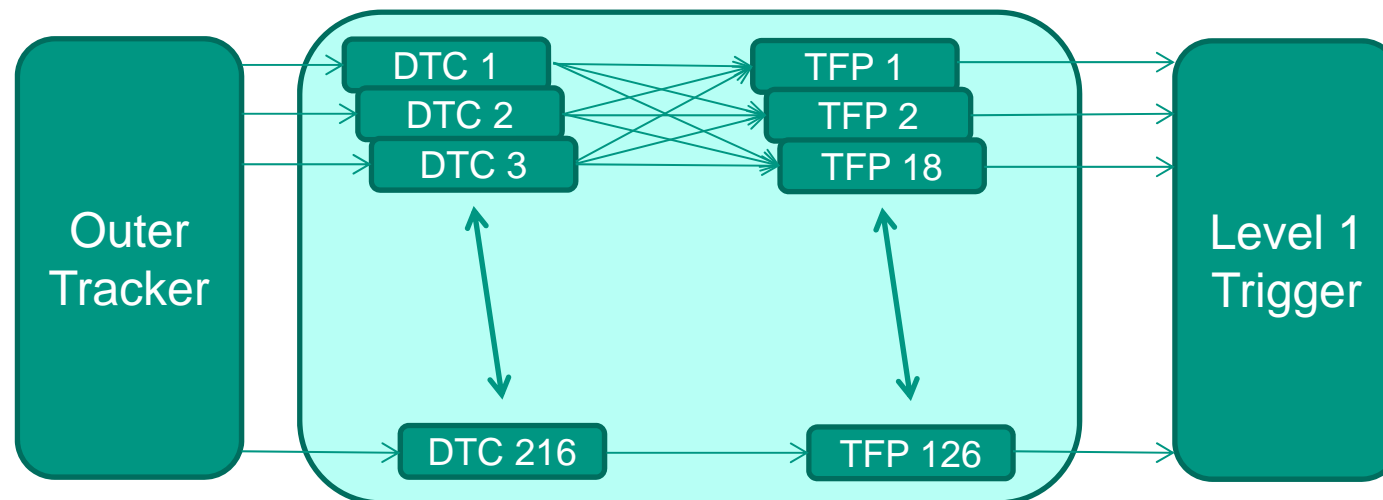 Outer
Tracker
DTC 1
DTC 2
DTC 3
DTC 216
TFP 1
TFP 2
TFP 18
TFP 126
Level 1
Trigger